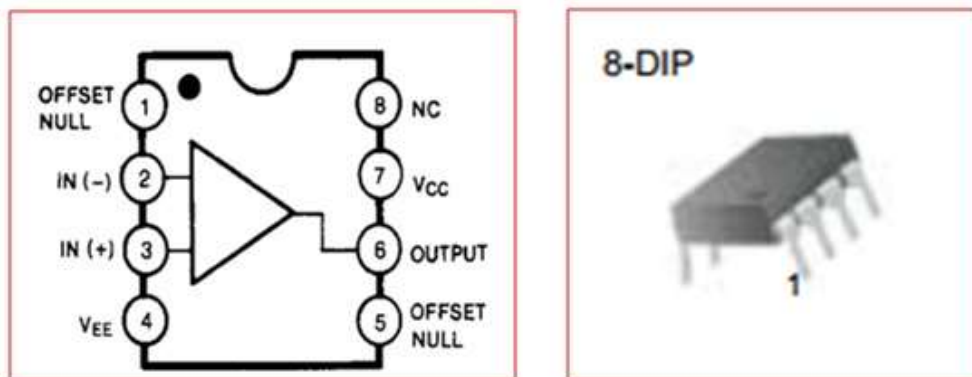 OFFSET
NULL
1
8
NC
IN (-)
2
7
VCC
IN (+)
3
6
OUTPUT
VEE
4
5
OFFSET
NULL
8-DIP
1